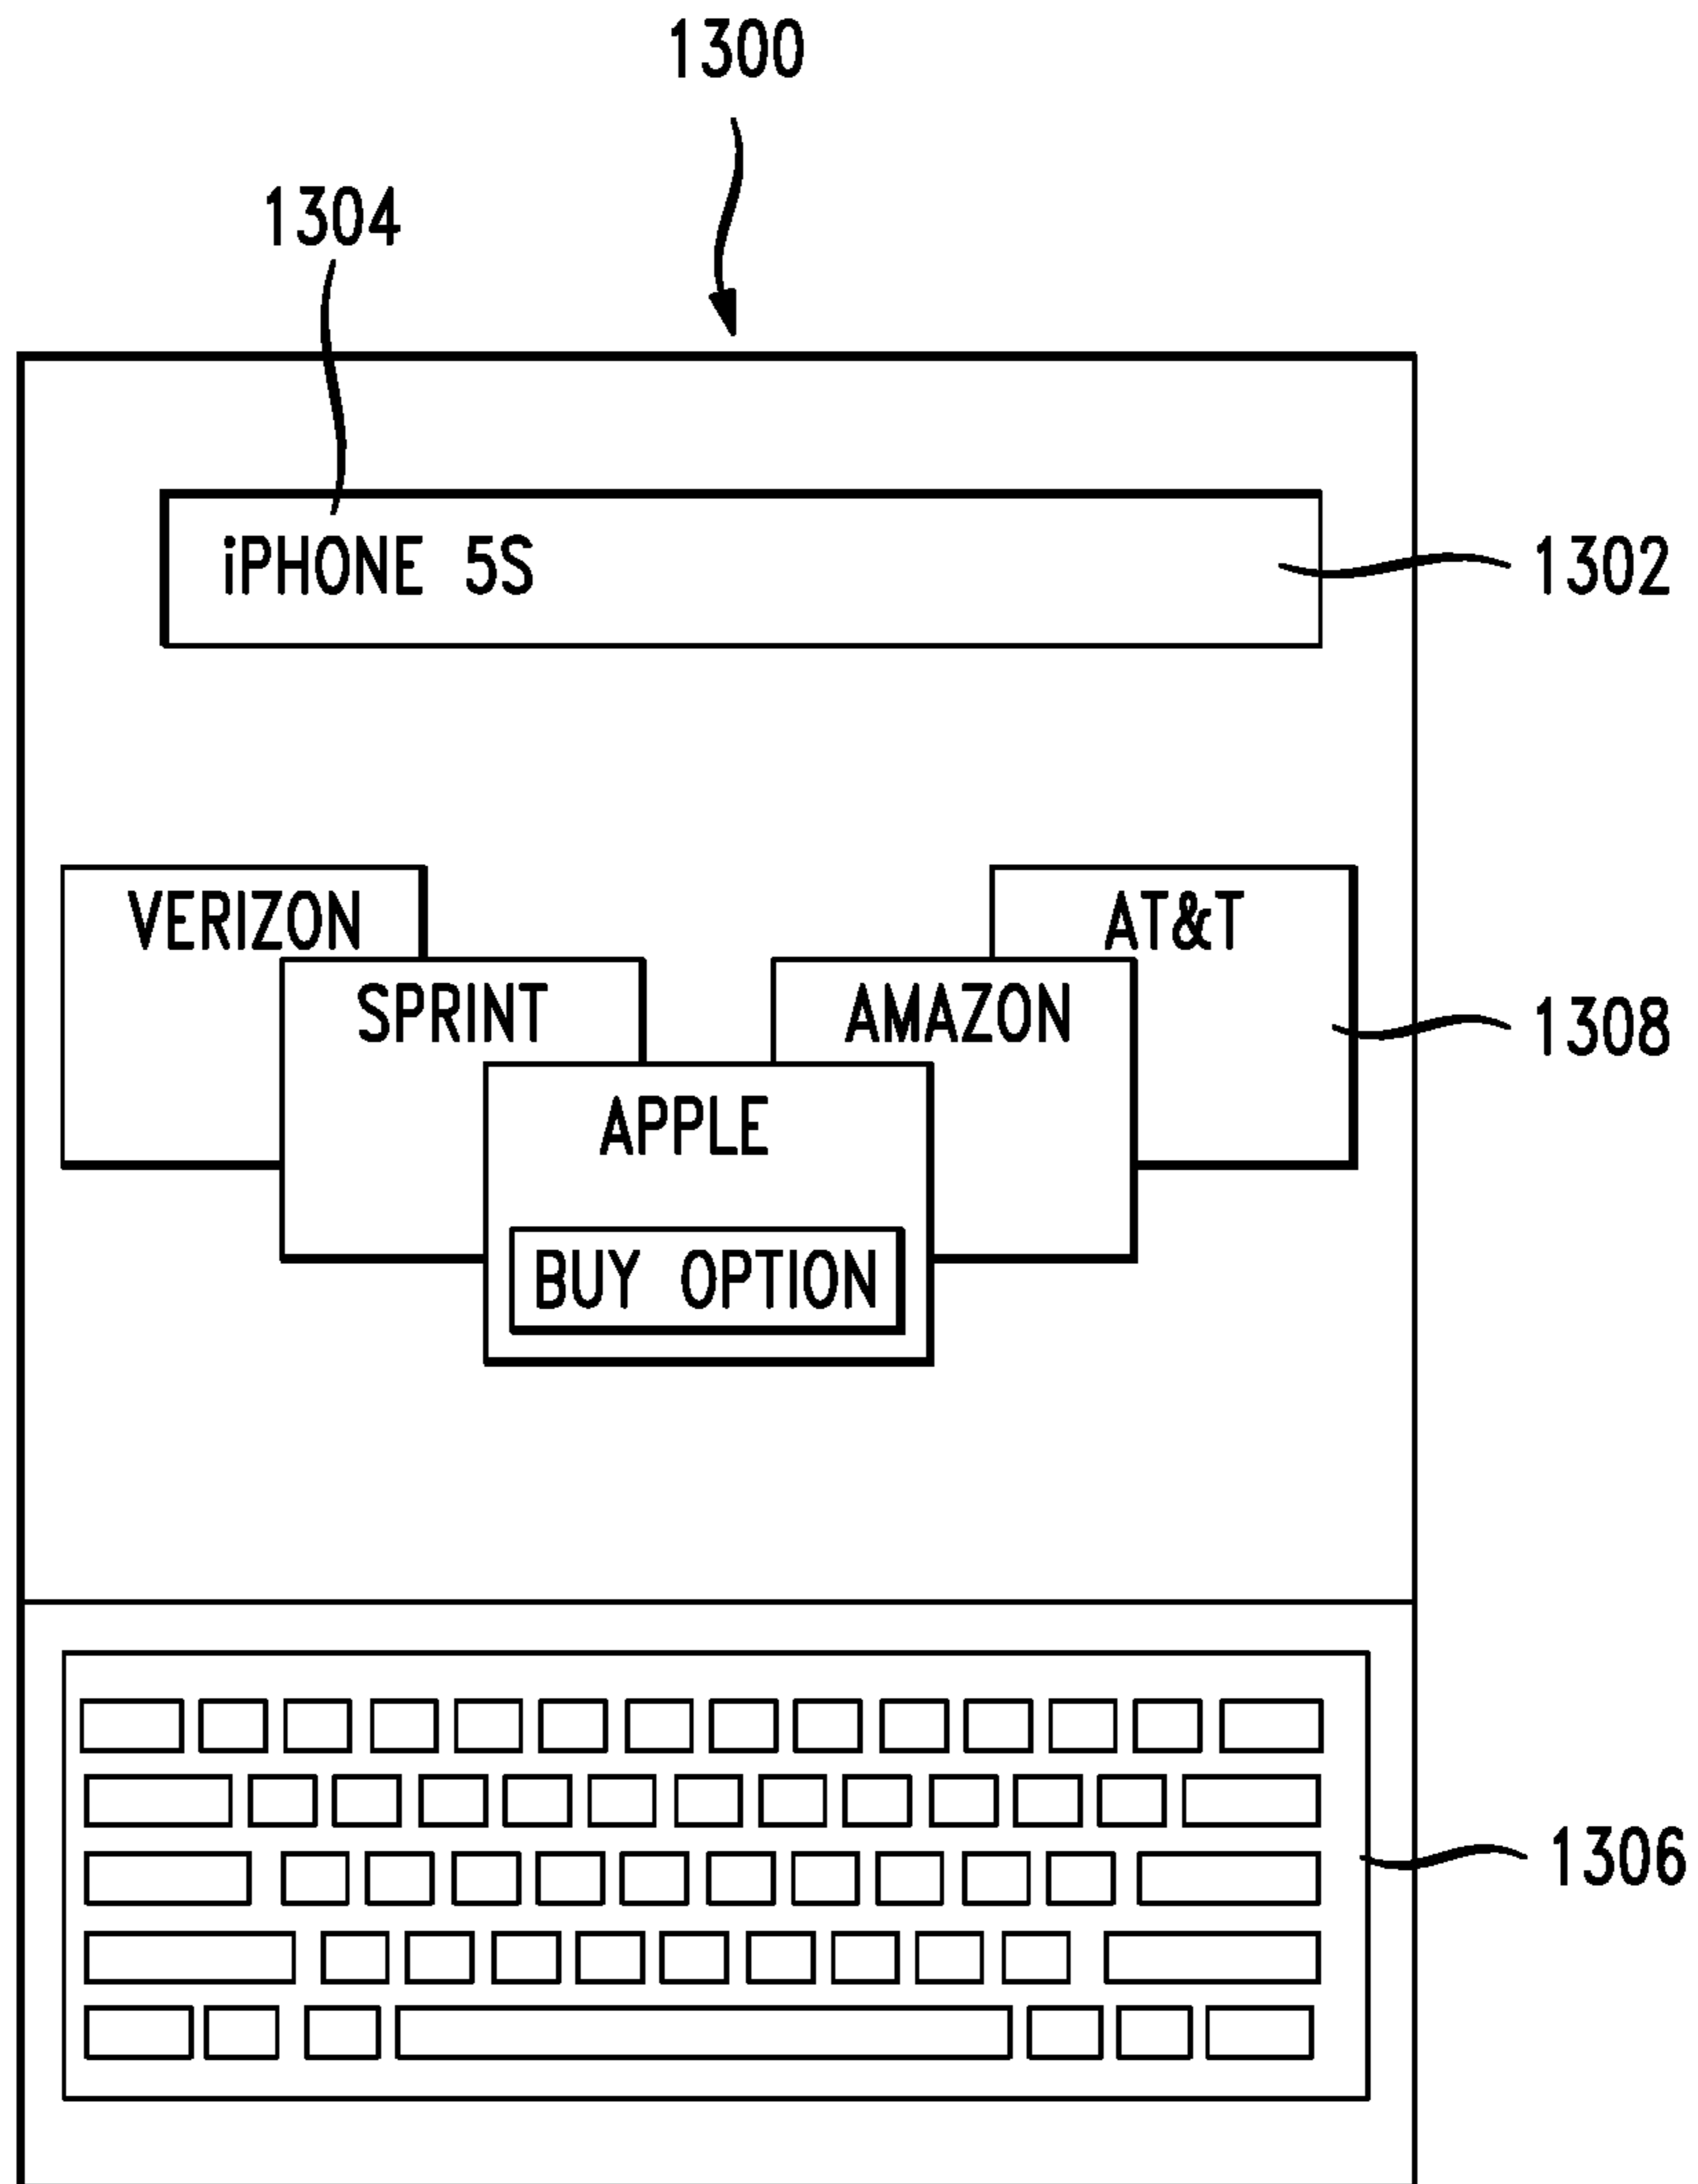 1300
1304
iPHONE 5S
1302
VERIZON
AT&T
SPRINT
AMAZON
1308
APPLE
BUY OPTION
1306